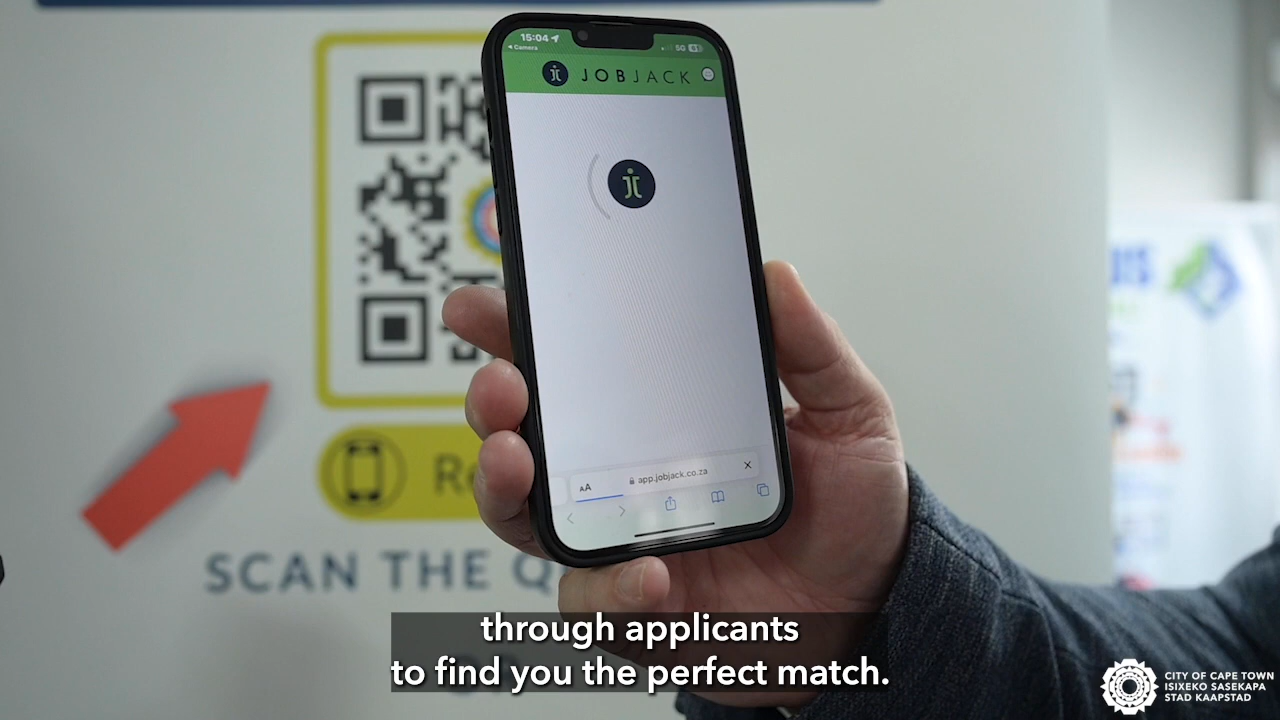 15:04
Camera
5G 61
JOBJACK
AA
app.jobjack.co.za
SCAN THE
through applicants
to find you the perfect match.
CITY OF CAPE TOWN
ISIXEKO SASEKAPA
STAD KAAPSTAD